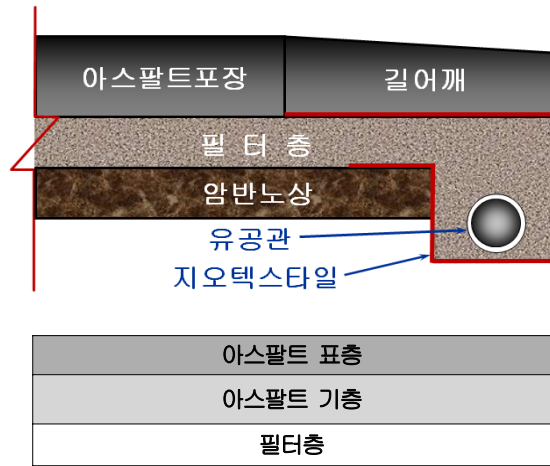 아스팔트포장
길어깨
필 터 층
암반노상
유공관
지오텍스타일
아스팔트 표층
아스팔트 기층
필터층